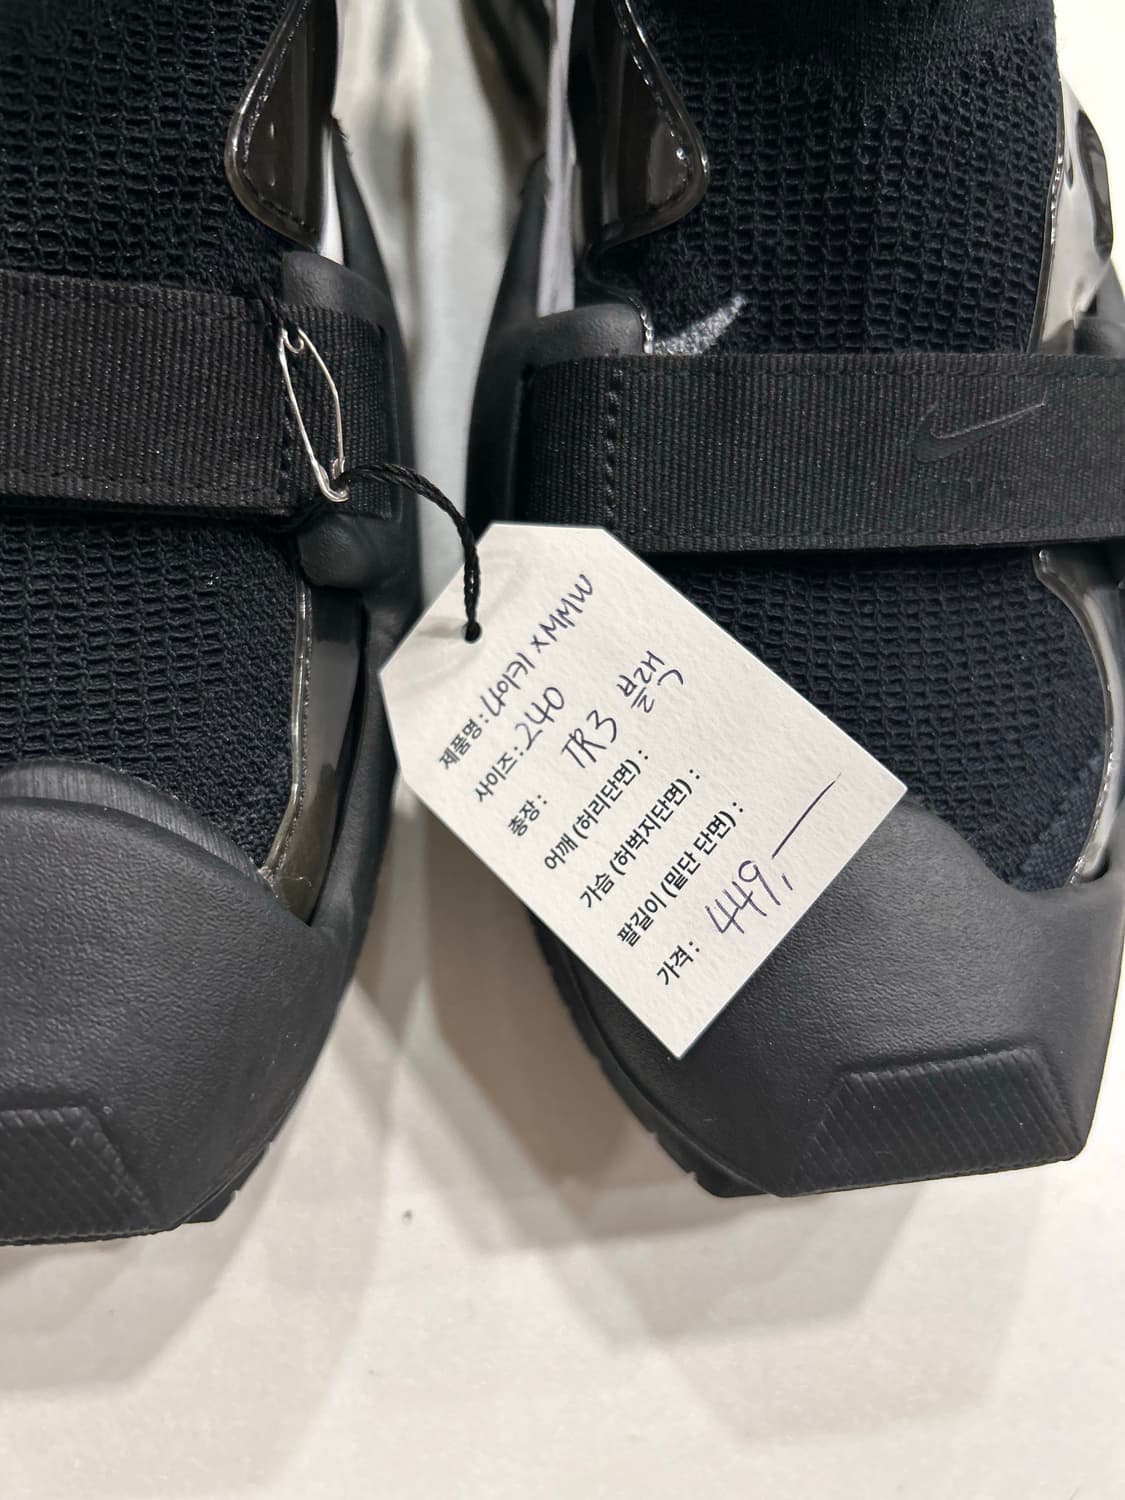 제품명 : 나이키 x MMW
사이즈 : 240
TR3 블랙
총장 :
어깨 (허리단면) :
가슴 (허벅지단면) :
팔길이 (밑단 단면) :
가격 : 449,—